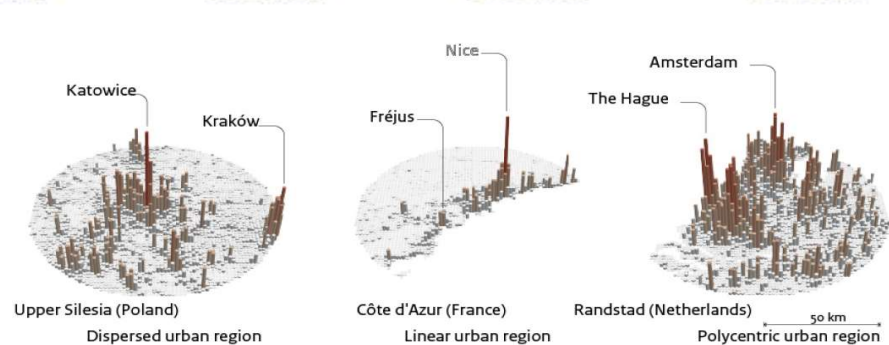 Nice
Amsterdam
Katowice
The Hague
Kraków
Fréjus
Upper Silesia (Poland)
Côte d'Azur (France)
Randstad (Netherlands)
50 km
Dispersed urban region
Linear urban region
Polycentric urban region